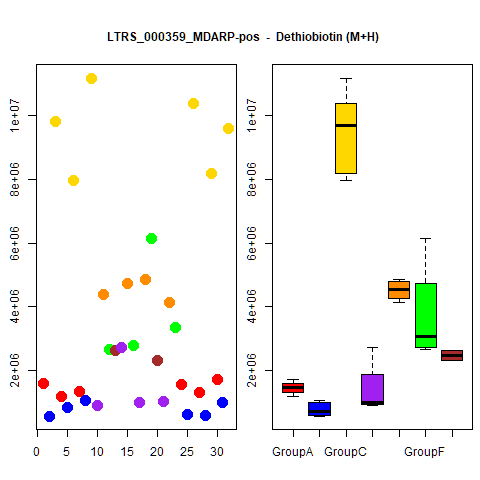 LTRS_000359_MDARP-pos - Dethiobiotin (M+H)
2e+06 4e+06 6e+06 8e+06 1e+07
0 5 10 15 20 25 30
2e+06 4e+06 6e+06 8e+06 1e+07
GroupA GroupC GroupF